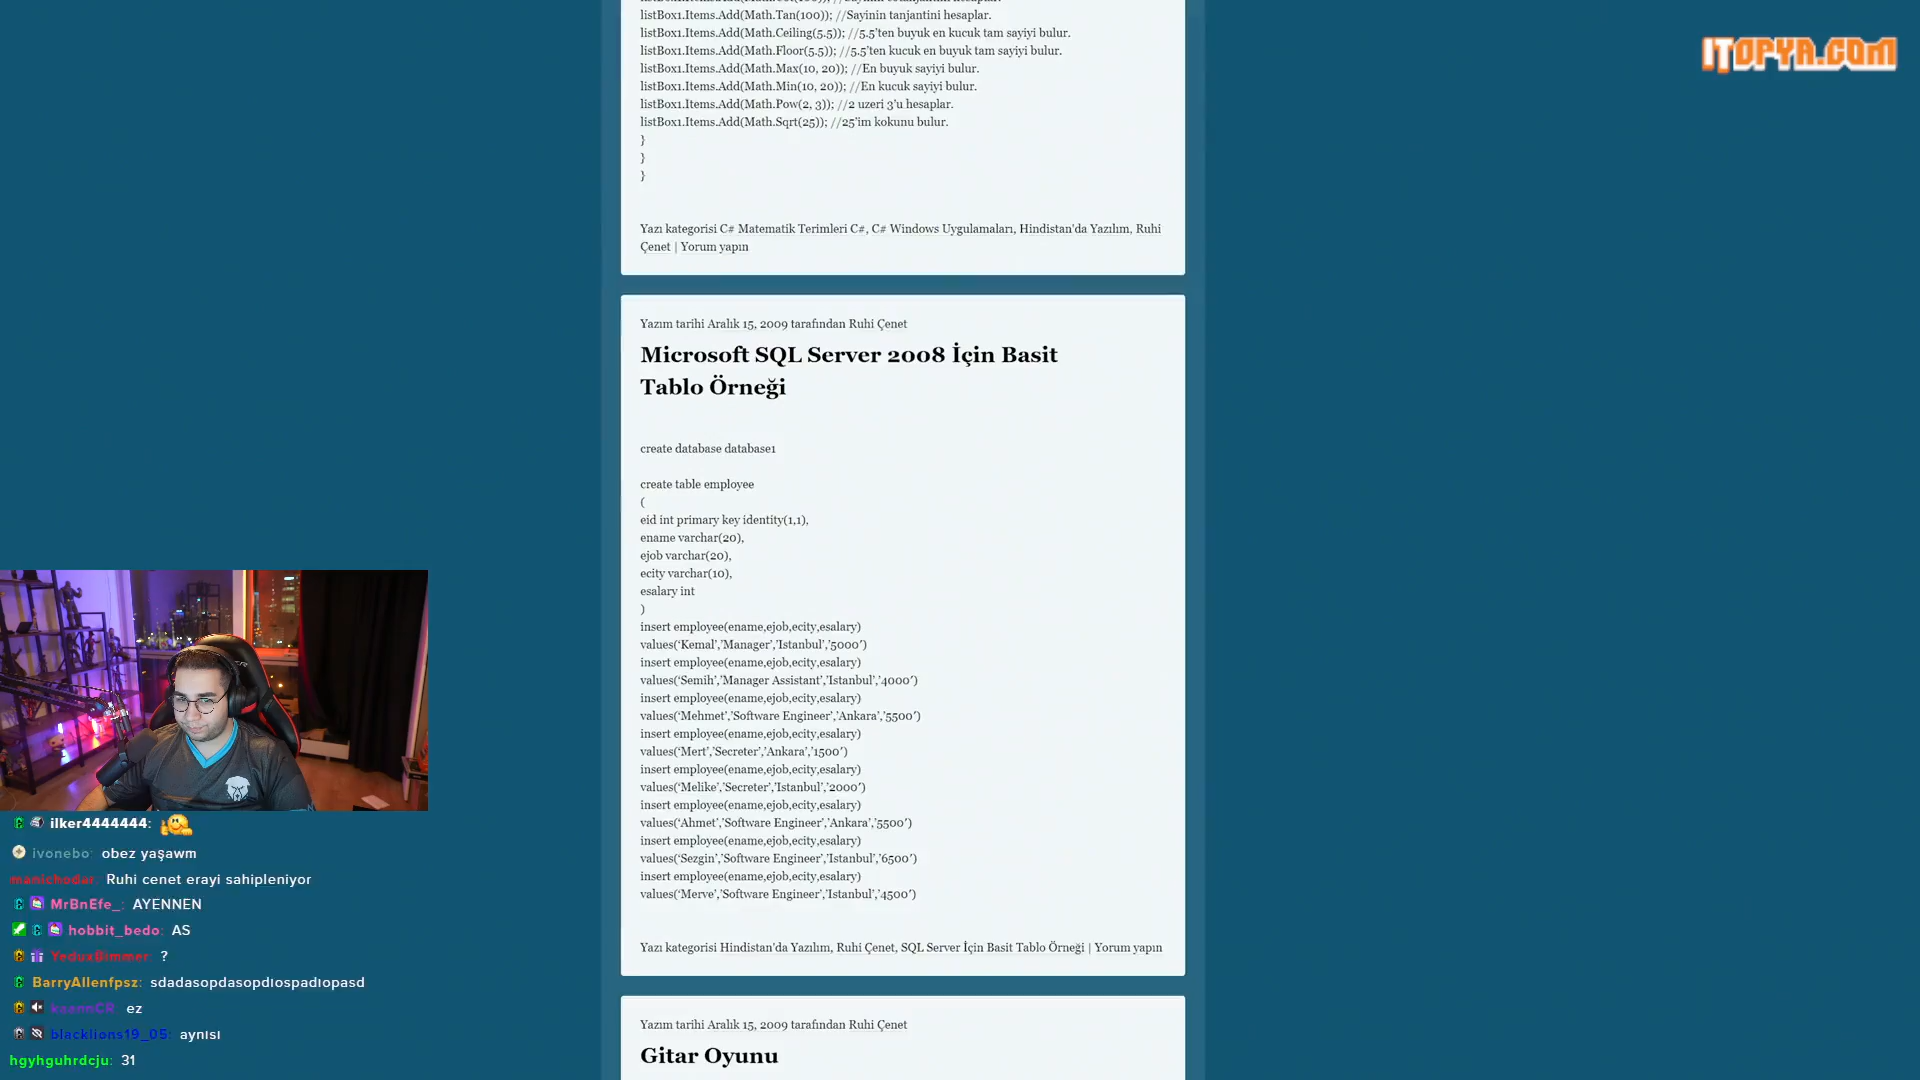 listBox1.Items.Add(Math.Tan(100)); //Sayinin tanjantini hesaplar.
listBox1.Items.Add(Math.Ceiling(5.5)); //5.5'ten buyuk en kucuk tam sayiyi bulur.
listBox1.Items.Add(Math.Floor(5.5)); //5.5'ten kucuk en buyuk tam sayiyi bulur.
listBox1.Items.Add(Math.Max(10, 20)); //En buyuk sayiyi bulur.
listBox1.Items.Add(Math.Min(10, 20)); //En kucuk sayiyi bulur.
listBox1.Items.Add(Math.Pow(2, 3)); //2 uzeri 3'u hesaplar.
listBox1.Items.Add(Math.Sqrt(25)); //25'im kokunu bulur.
}
}
}
Yazı kategorisi C# Matematik Terimleri C#, C# Windows Uygulamaları, Hindistan'da Yazılım, Ruhi
Çenet | Yorum yapın
ITOPYA.COM
Yazım tarihi Aralık 15, 2009 tarafından Ruhi Çenet
Microsoft SQL Server 2008 İçin Basit
Tablo Örneği
create database database1
create table employee
(
eid int primary key identity(1,1),
ename varchar(20),
ejob varchar(20),
ecity varchar(10),
esalary int
)
insert employee(ename,ejob,ecity,esalary)
values(‘Kemal’,’Manager’,’Istanbul’,’5000′)
insert employee(ename,ejob,ecity,esalary)
values(‘Semih’,’Manager Assistant’,’Istanbul’,’4000′)
insert employee(ename,ejob,ecity,esalary)
values(‘Mehmet’,’Software Engineer’,’Ankara’,’5500′)
insert employee(ename,ejob,ecity,esalary)
values(‘Mert’,’Secreter’,’Ankara’,’1500′)
insert employee(ename,ejob,ecity,esalary)
values(‘Melike’,’Secreter’,’Istanbul’,’2000′)
insert employee(ename,ejob,ecity,esalary)
values(‘Ahmet’,’Software Engineer’,’Ankara’,’5500′)
insert employee(ename,ejob,ecity,esalary)
values(‘Sezgin’,’Software Engineer’,’Istanbul’,’6500′)
insert employee(ename,ejob,ecity,esalary)
values(‘Merve’,’Software Engineer’,’Istanbul’,’4500′)
Yazı kategorisi Hindistan'da Yazılım, Ruhi Çenet, SQL Server İçin Basit Tablo Örneği | Yorum yapın
Yazım tarihi Aralık 15, 2009 tarafından Ruhi Çenet
Gitar Oyunu
ilker4444444:
ivonebo: obez yaşawm
manichodar: Ruhi cenet erayi sahipleniyor
MrBnEfe_: AYENNEN
hobbit_bedo: AS
YeduxBimmer: ?
BarryAllenfpsz: sdadasopdasopdıospadıopasd
kaannCR: ez
blacklions19_05: aynısı
hgyhguhrdcju: 31